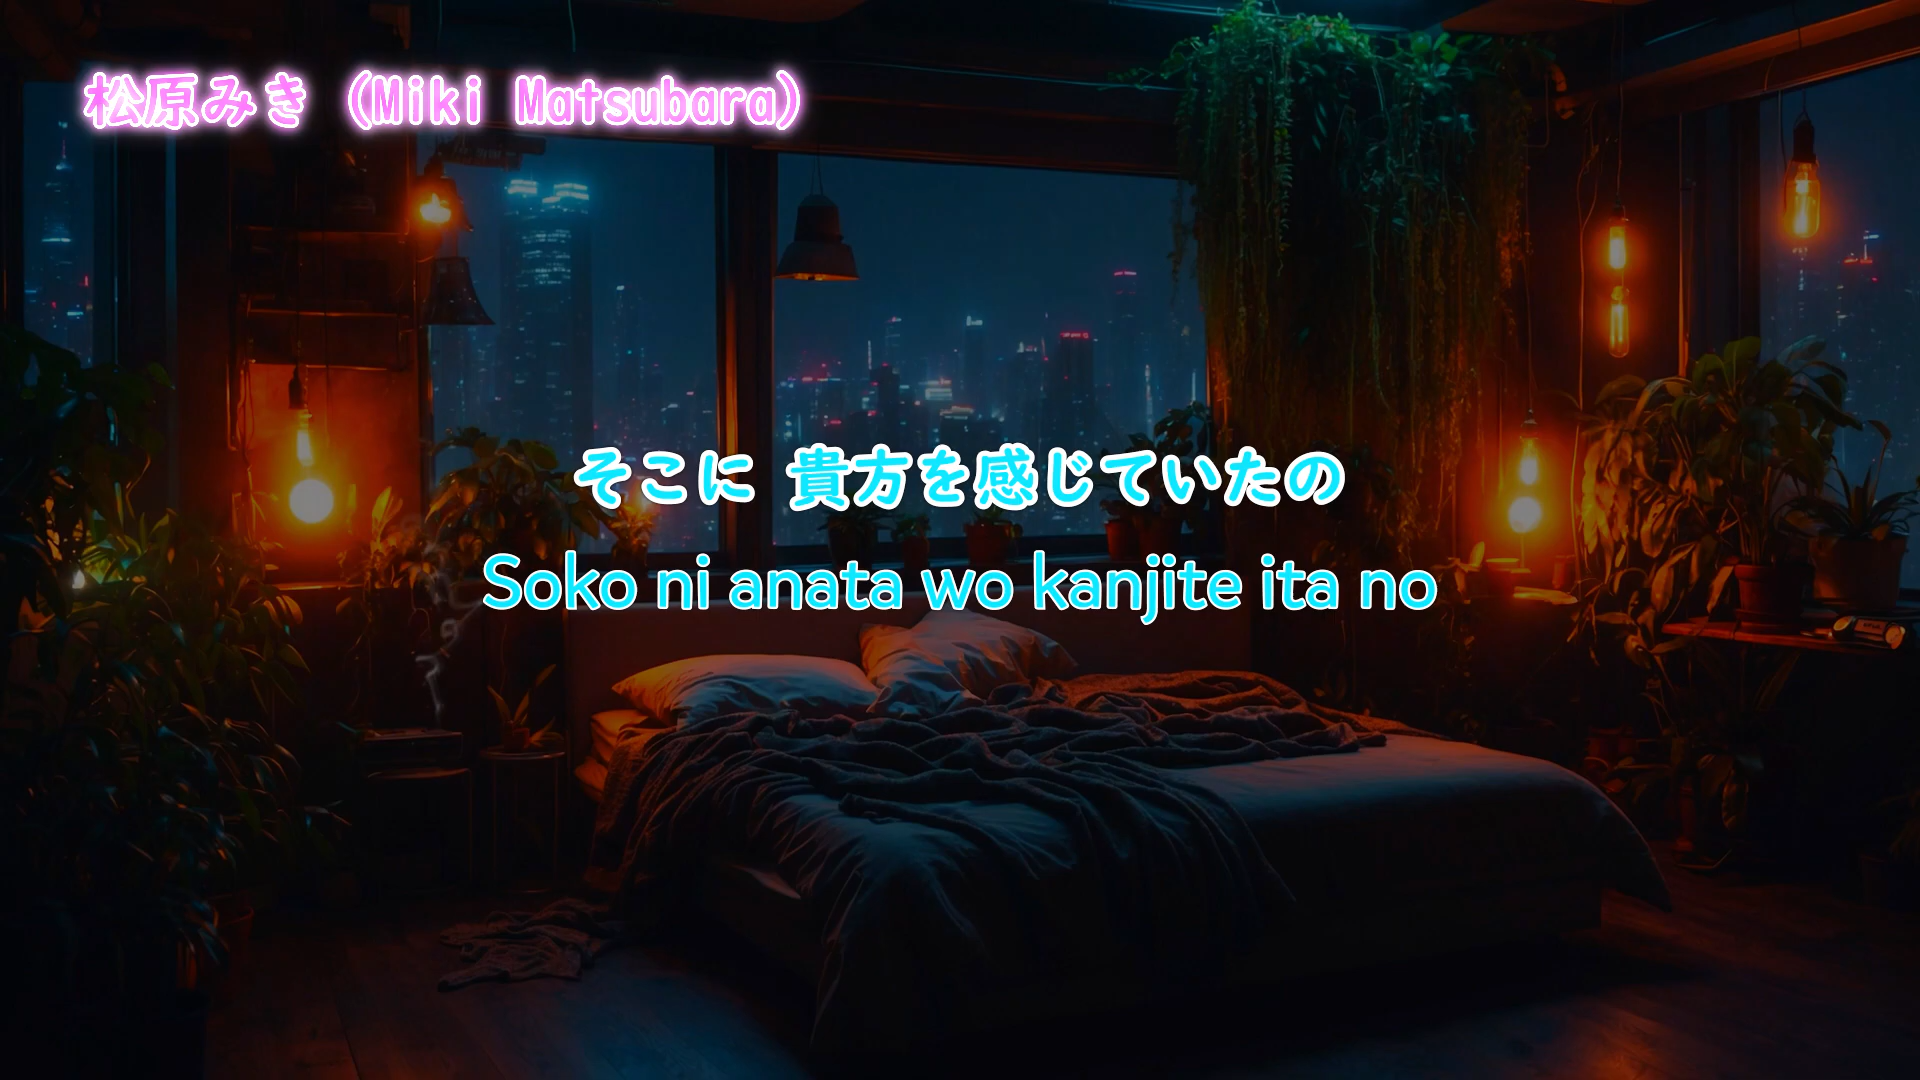 松原みき (Miki Matsubara)
そこに 貴方を感じていたの
Soko ni anata wo kanjite ita no